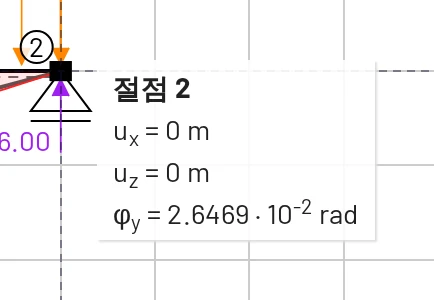 2
절점 2
uₓ = 0 m
6.00
u_z = 0 m
φ_y = 2.6469 · 10⁻² rad